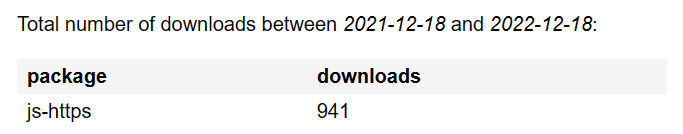 Total number of downloads between 2021-12-18 and 2022-12-18:
package downloads
js-https 941